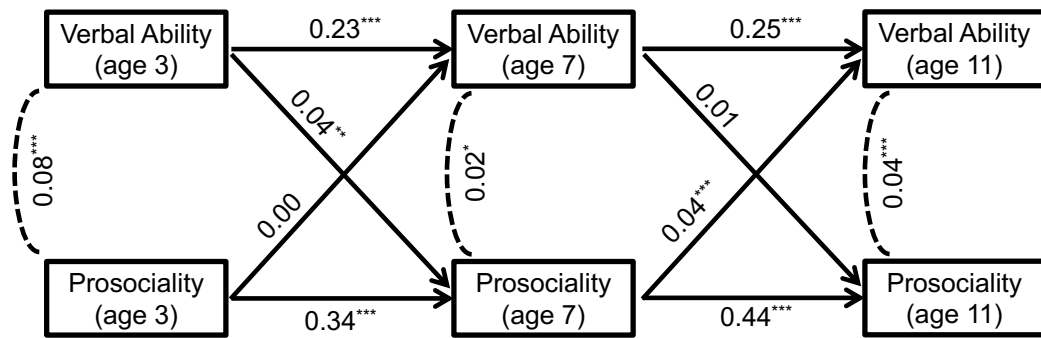 Verbal Ability
(age 3)
0.23***
Verbal Ability
(age 7)
0.25***
Verbal Ability
(age 11)
0.04**
0.01
0.08***
0.02*
0.04***
0.00
0.04***
Prosociality
(age 3)
0.34***
Prosociality
(age 7)
0.44***
Prosociality
(age 11)